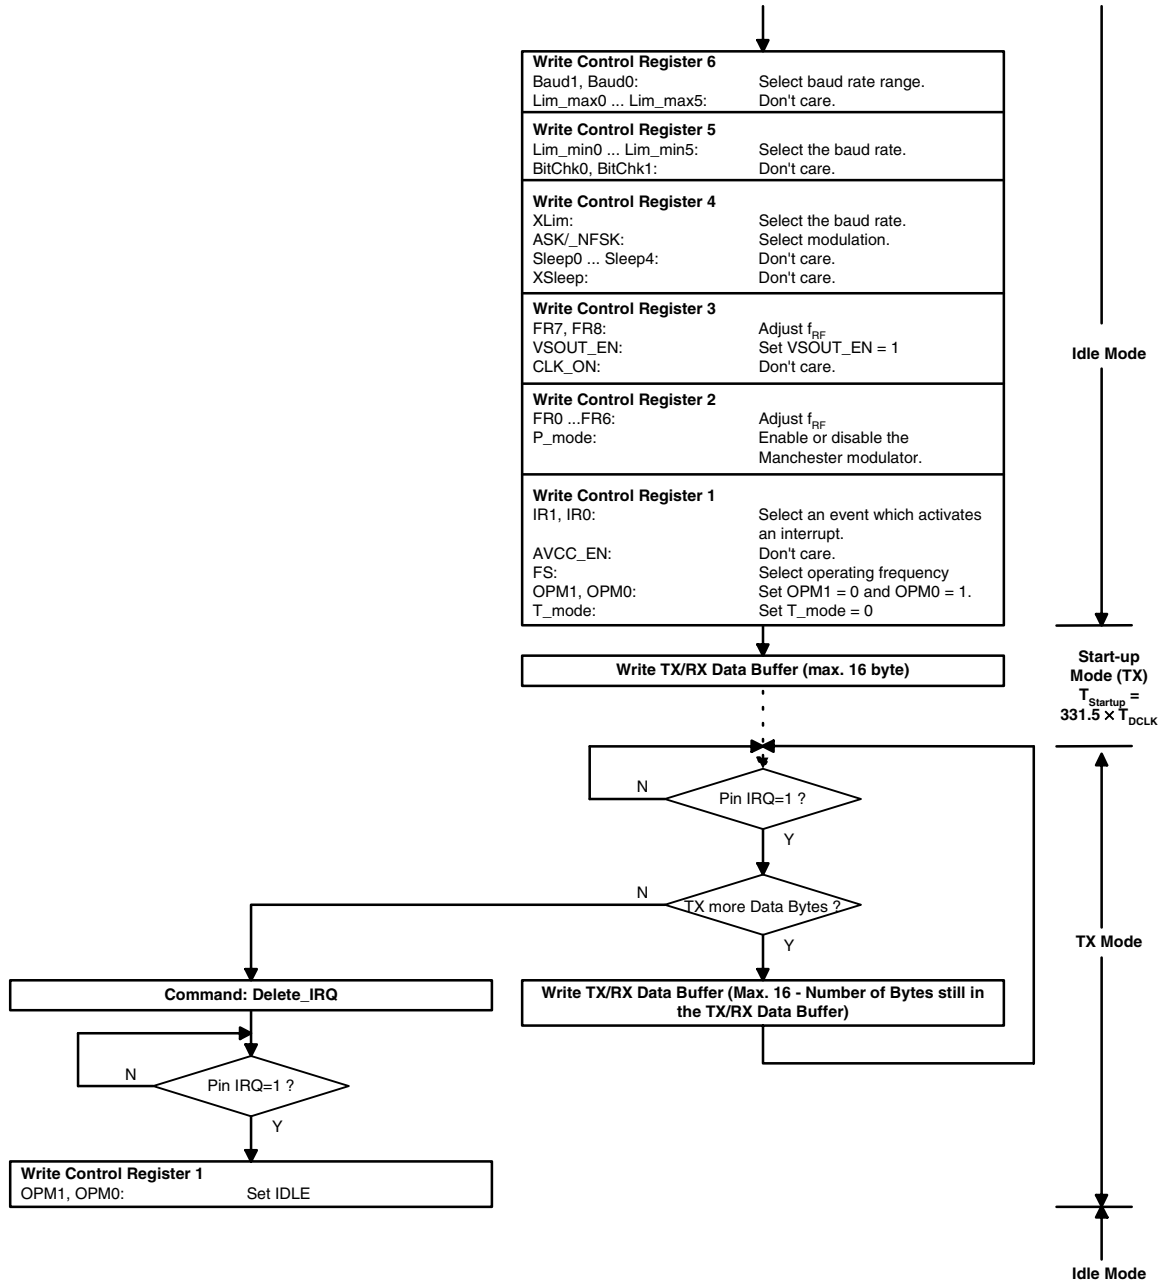 Write Control Register 6
Baud1, Baud0: Select baud rate range.
Lim_max0 ... Lim_max5: Don't care.
Write Control Register 5
Lim_min0 ... Lim_min5: Select the baud rate.
BitChk0, BitChk1: Don't care.
Write Control Register 4
XLim: Select the baud rate.
ASK/_NFSK: Select modulation.
Sleep0 ... Sleep4: Don't care.
XSleep: Don't care.
Write Control Register 3
FR7, FR8: Adjust fRF
VSOUT_EN: Set VSOUT_EN = 1
CLK_ON: Don't care.
Idle Mode
Write Control Register 2
FR0 ...FR6: Adjust fRF
P_mode: Enable or disable the
Manchester modulator.
Write Control Register 1
IR1, IR0: Select an event which activates
an interrupt.
AVCC_EN: Don't care.
FS: Select operating frequency
OPM1, OPM0: Set OPM1 = 0 and OPM0 = 1.
T_mode: Set T_mode = 0
Write TX/RX Data Buffer (max. 16 byte)
Start-up
Mode (TX)
TStartup =
331.5 × TDCLK
N
Pin IRQ=1 ?
Y
N
TX more Data Bytes ?
Y
TX Mode
Command: Delete_IRQ
Write TX/RX Data Buffer (Max. 16 - Number of Bytes still in
the TX/RX Data Buffer)
N
Pin IRQ=1 ?
Y
Write Control Register 1
OPM1, OPM0: Set IDLE
Idle Mode